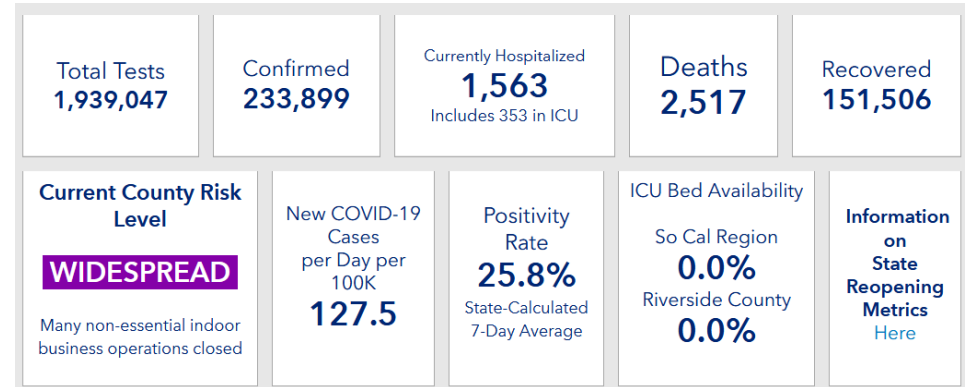 Total Tests
1,939,047
Confirmed
233,899
Currently Hospitalized
1,563
Includes 353 in ICU
Deaths
2,517
Recovered
151,506
Current County Risk
Level
WIDESPREAD
Many non-essential indoor
business operations closed
New COVID-19
Cases
per Day per
100K
127.5
Positivity
Rate
25.8%
State-Calculated
7-Day Average
ICU Bed Availability
So Cal Region
0.0%
Riverside County
0.0%
Information
on
State
Reopening
Metrics
Here